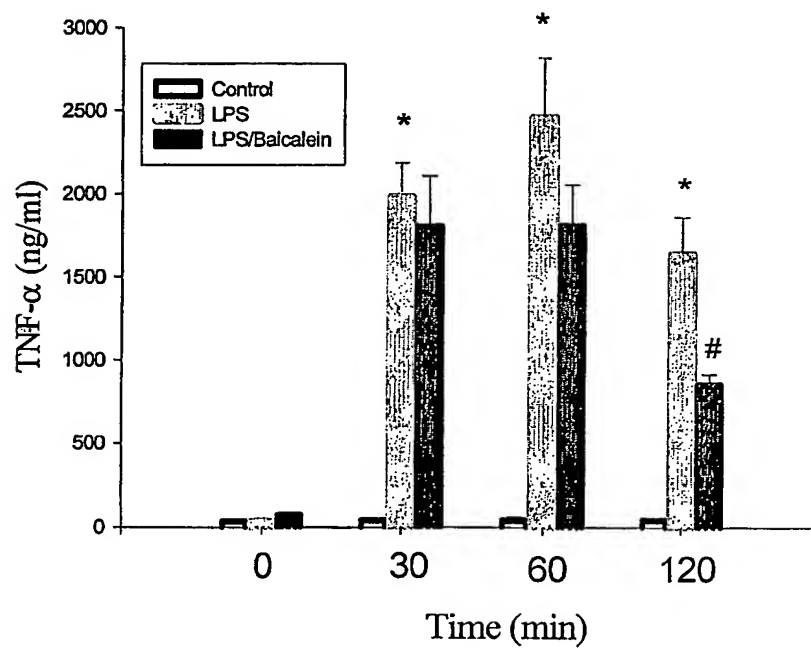 3000
2500
2000
1500
1000
500
0
TNF-α (ng/ml)
Control
LPS
LPS/Baicalein
*
*
*
#
0 30 60 120
Time (min)